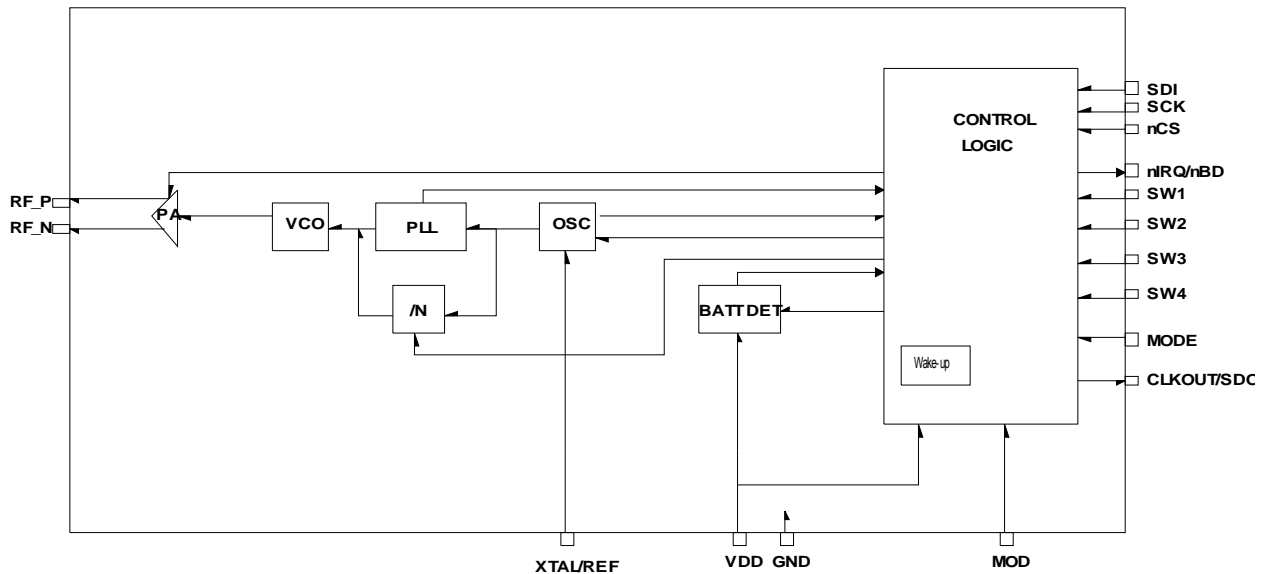 CONTROL
LOGIC
SDI
SCK
nCS
nIRQ/nBD
SW1
SW2
SW3
SW4
MODE
CLKOUT/SDO
RF_P
RF_N
PA
VCO
PLL
OSC
/N
BATTDET
Wake-up
XTAL/REF
VDD
GND
MOD